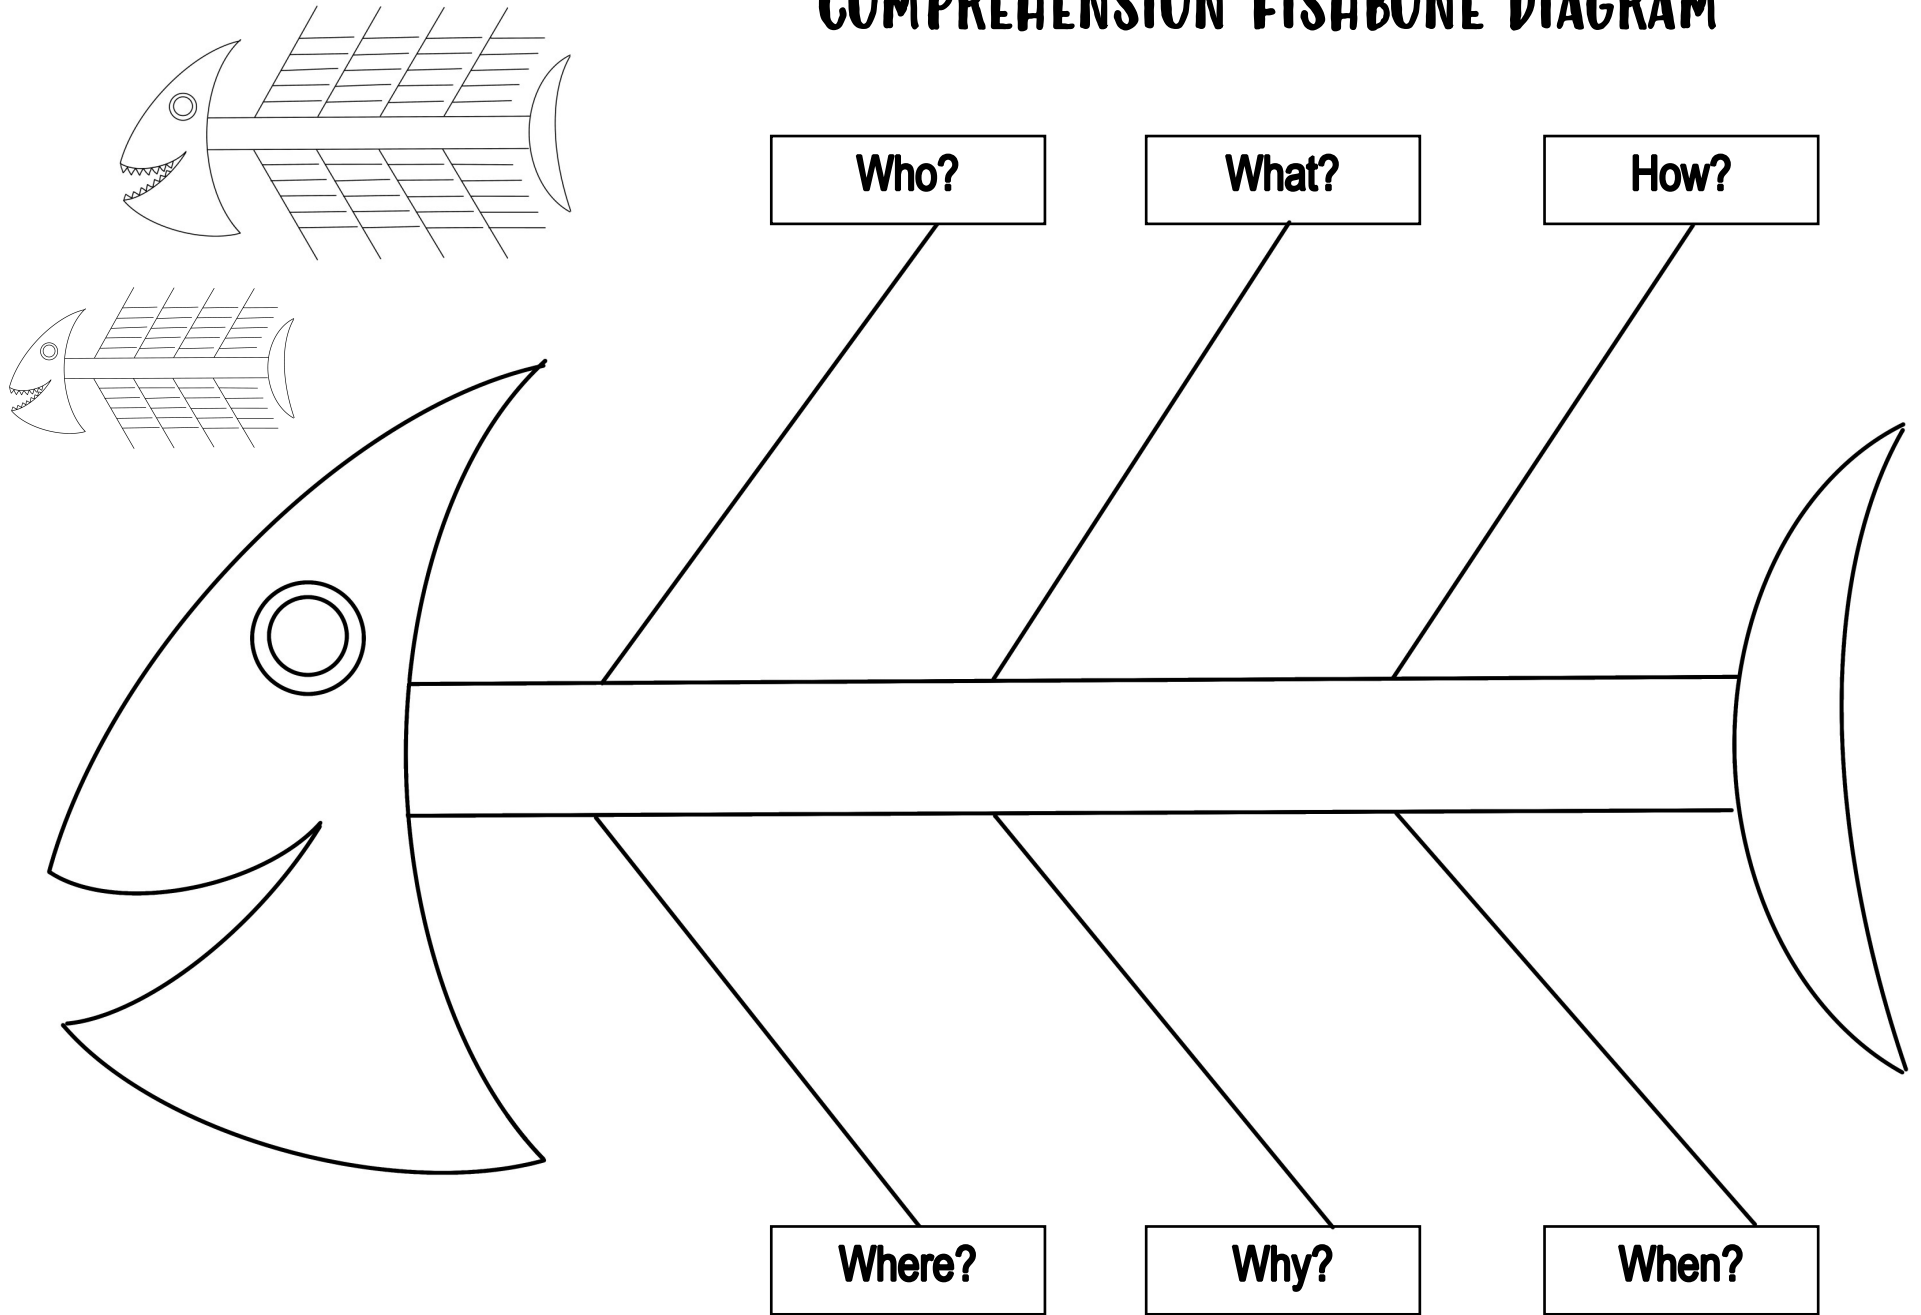 COMPREHENSION FISHBONE DIAGRAM
Who?
What?
How?
Where?
Why?
When?